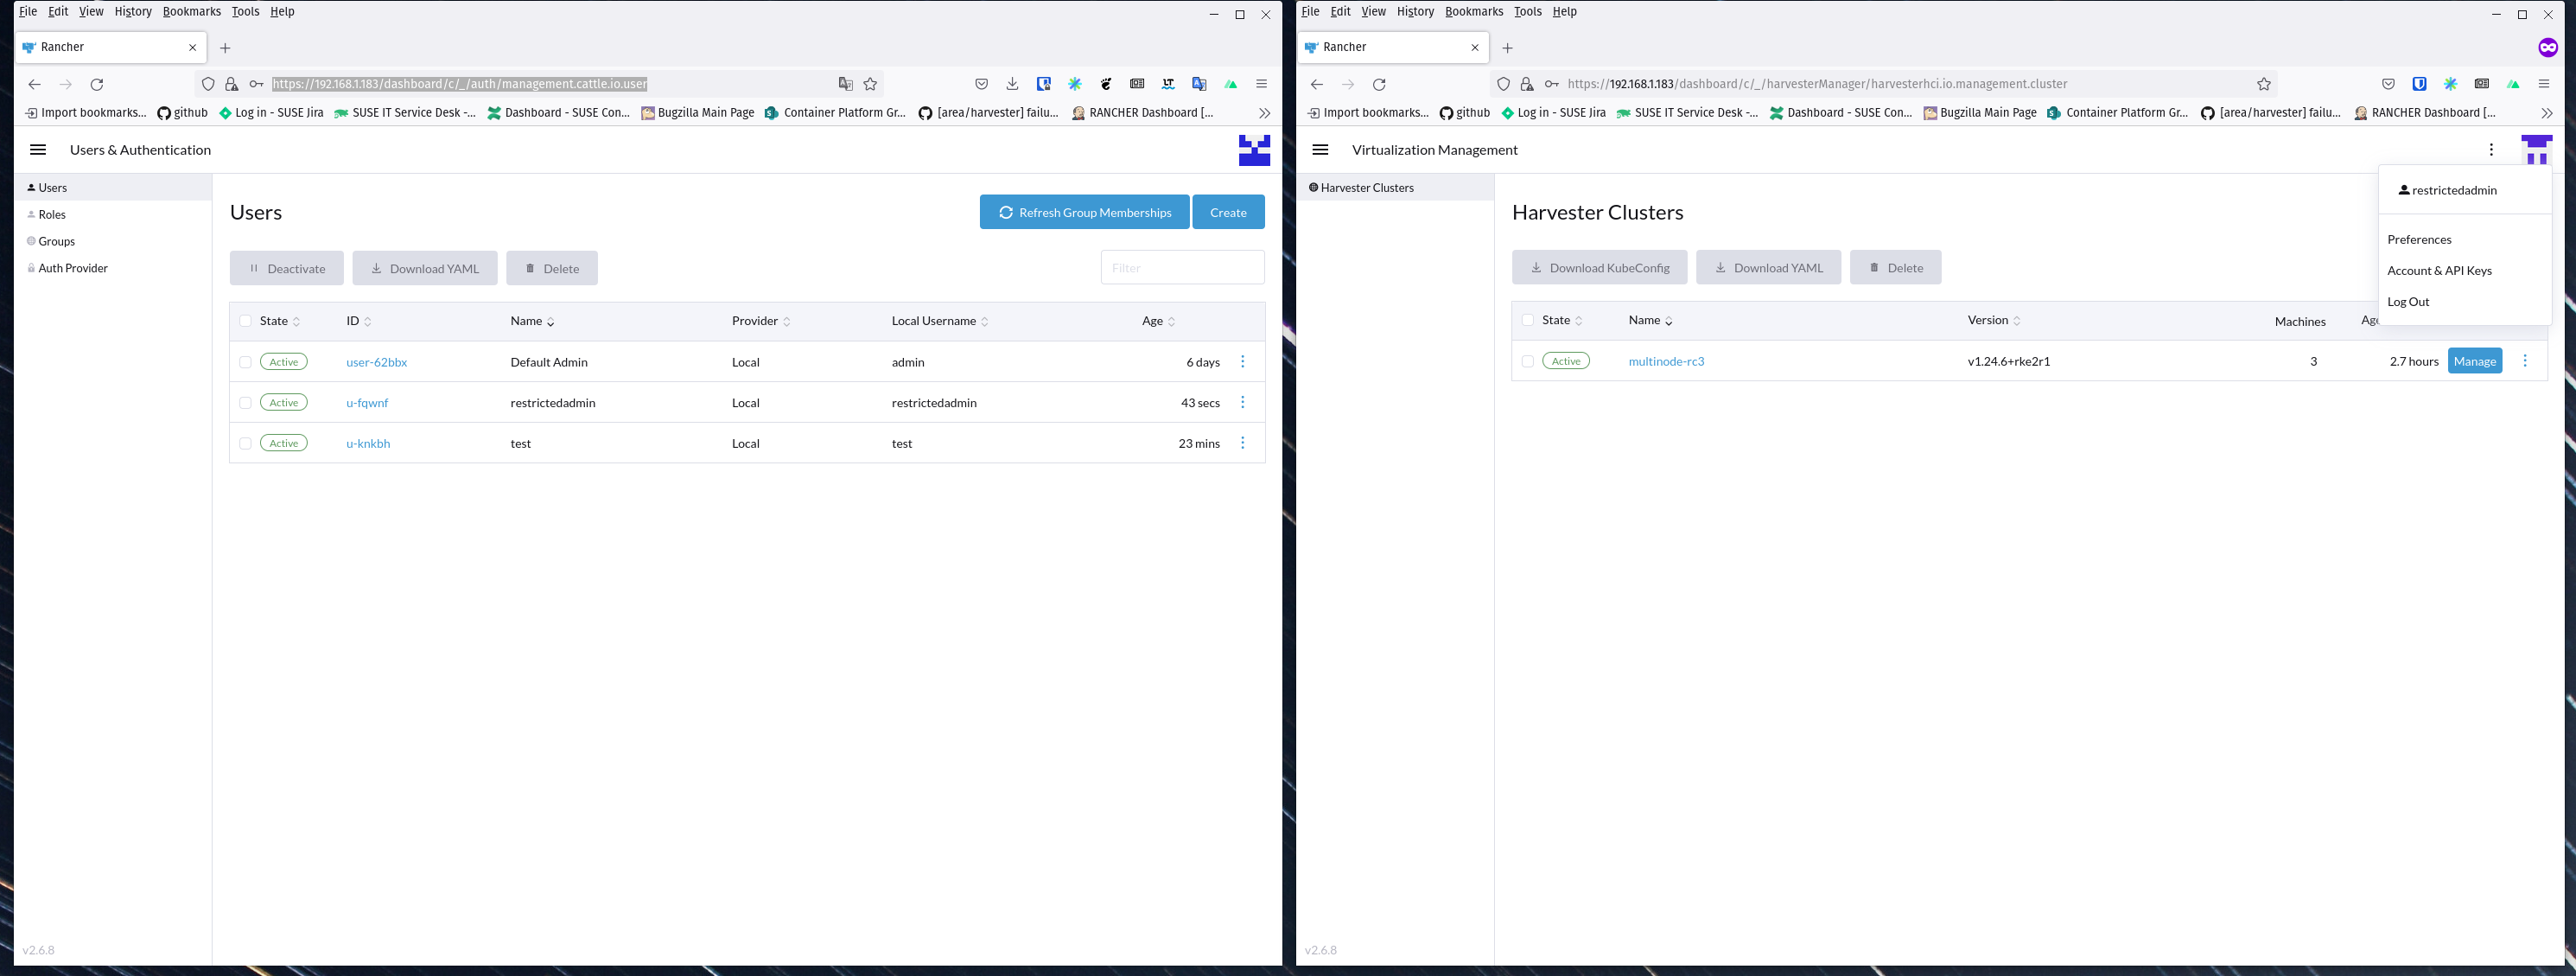 File Edit View History Bookmarks Tools Help
Rancher
https://192.168.1.183/dashboard/c/_/auth/management.cattle.io.user
Import bookmarks... github Log in - SUSE Jira SUSE IT Service Desk -... Dashboard - SUSE Con... Bugzilla Main Page Container Platform Gr... [area/harvester] failu... RANCHER Dashboard [...
Users & Authentication
Users
Roles
Groups
Auth Provider
Users
Refresh Group Memberships Create
Deactivate Download YAML Delete Filter
State ID Name Provider Local Username Age
Active user-62bbx Default Admin Local admin 6 days
Active u-fqwnf restrictedadmin Local restrictedadmin 43 secs
Active u-knkbh test Local test 23 mins
v2.6.8
File Edit View History Bookmarks Tools Help
Rancher
https://192.168.1.183/dashboard/c/_/harvesterManager/harvesterhci.io.management.cluster
Import bookmarks... github Log in - SUSE Jira SUSE IT Service Desk -... Dashboard - SUSE Con... Bugzilla Main Page Container Platform Gr... [area/harvester] failu... RANCHER Dashboard [...
Virtualization Management
Harvester Clusters
restrictedadmin
Preferences
Account & API Keys
Log Out
Harvester Clusters
Download KubeConfig Download YAML Delete
State Name Version Machines
Active multinode-rc3 v1.24.6+rke2r1 3 2.7 hours Manage
v2.6.8